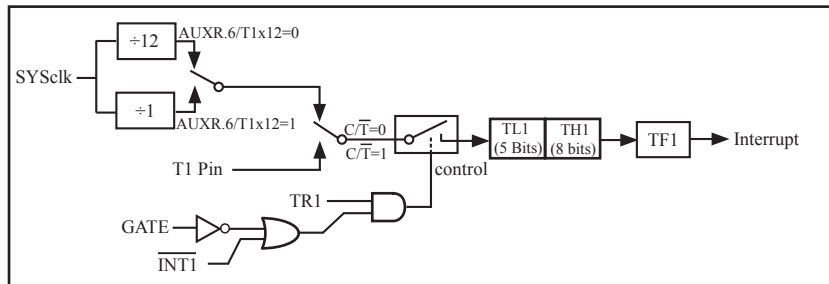 AUXR.6/T1x12=0
÷12
SYSclk
÷1
AUXR.6/T1x12=1
C/T̅=0
C/T̅=1
T1 Pin
control
TL1
(5 Bits)
TH1
(8 bits)
TF1
Interrupt
TR1
GATE
I̅N̅T̅1̅